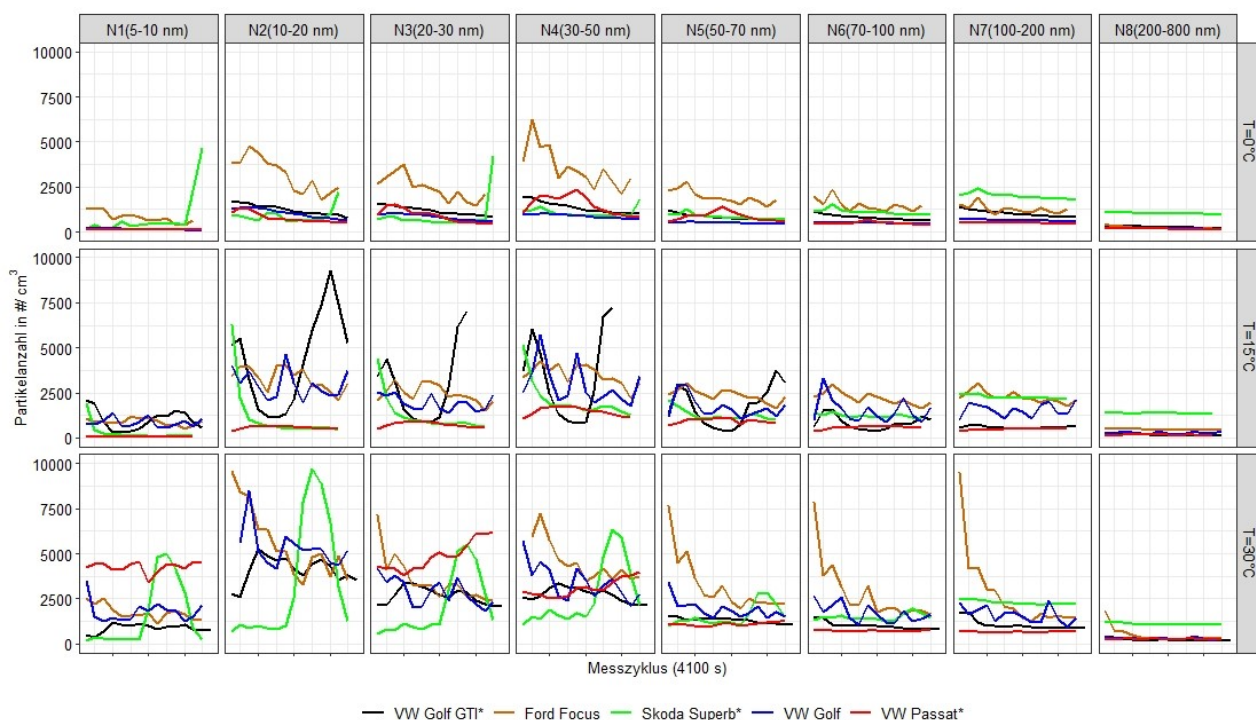 N1(5-10 nm) N2(10-20 nm) N3(20-30 nm) N4(30-50 nm) N5(50-70 nm) N6(70-100 nm) N7(100-200 nm) N8(200-800 nm)
10000
7500
5000
2500
0
T=0°C
10000
7500
5000
2500
0
T=15°C
10000
7500
5000
2500
0
T=30°C
Partikelanzahl in #/ cm³
Messzyklus (4100 s)
VW Golf GTI* Ford Focus Skoda Superb* VW Golf VW Passat*